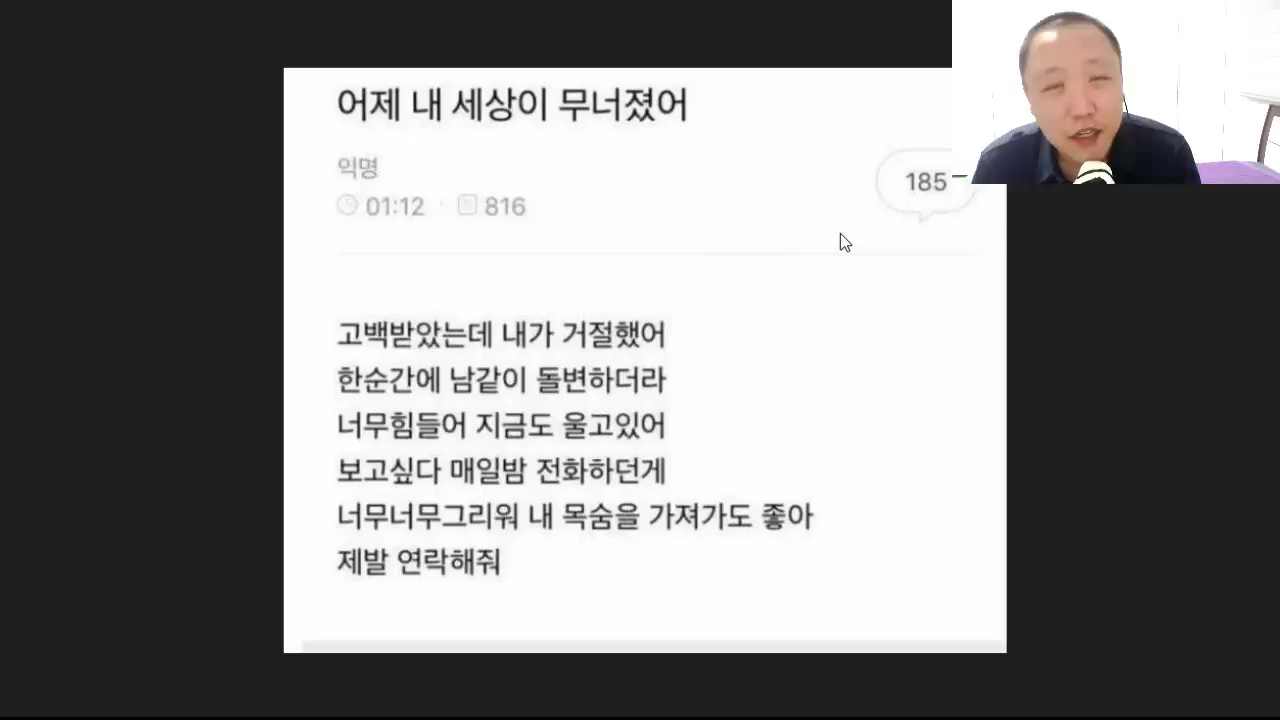 어제 내 세상이 무너졌어
익명
01:12 · 816
185
고백받았는데 내가 거절했어
한순간에 남같이 돌변하더라
너무힘들어 지금도 울고있어
보고싶다 매일밤 전화하던게
너무너무그리워 내 목숨을 가져가도 좋아
제발 연락해줘